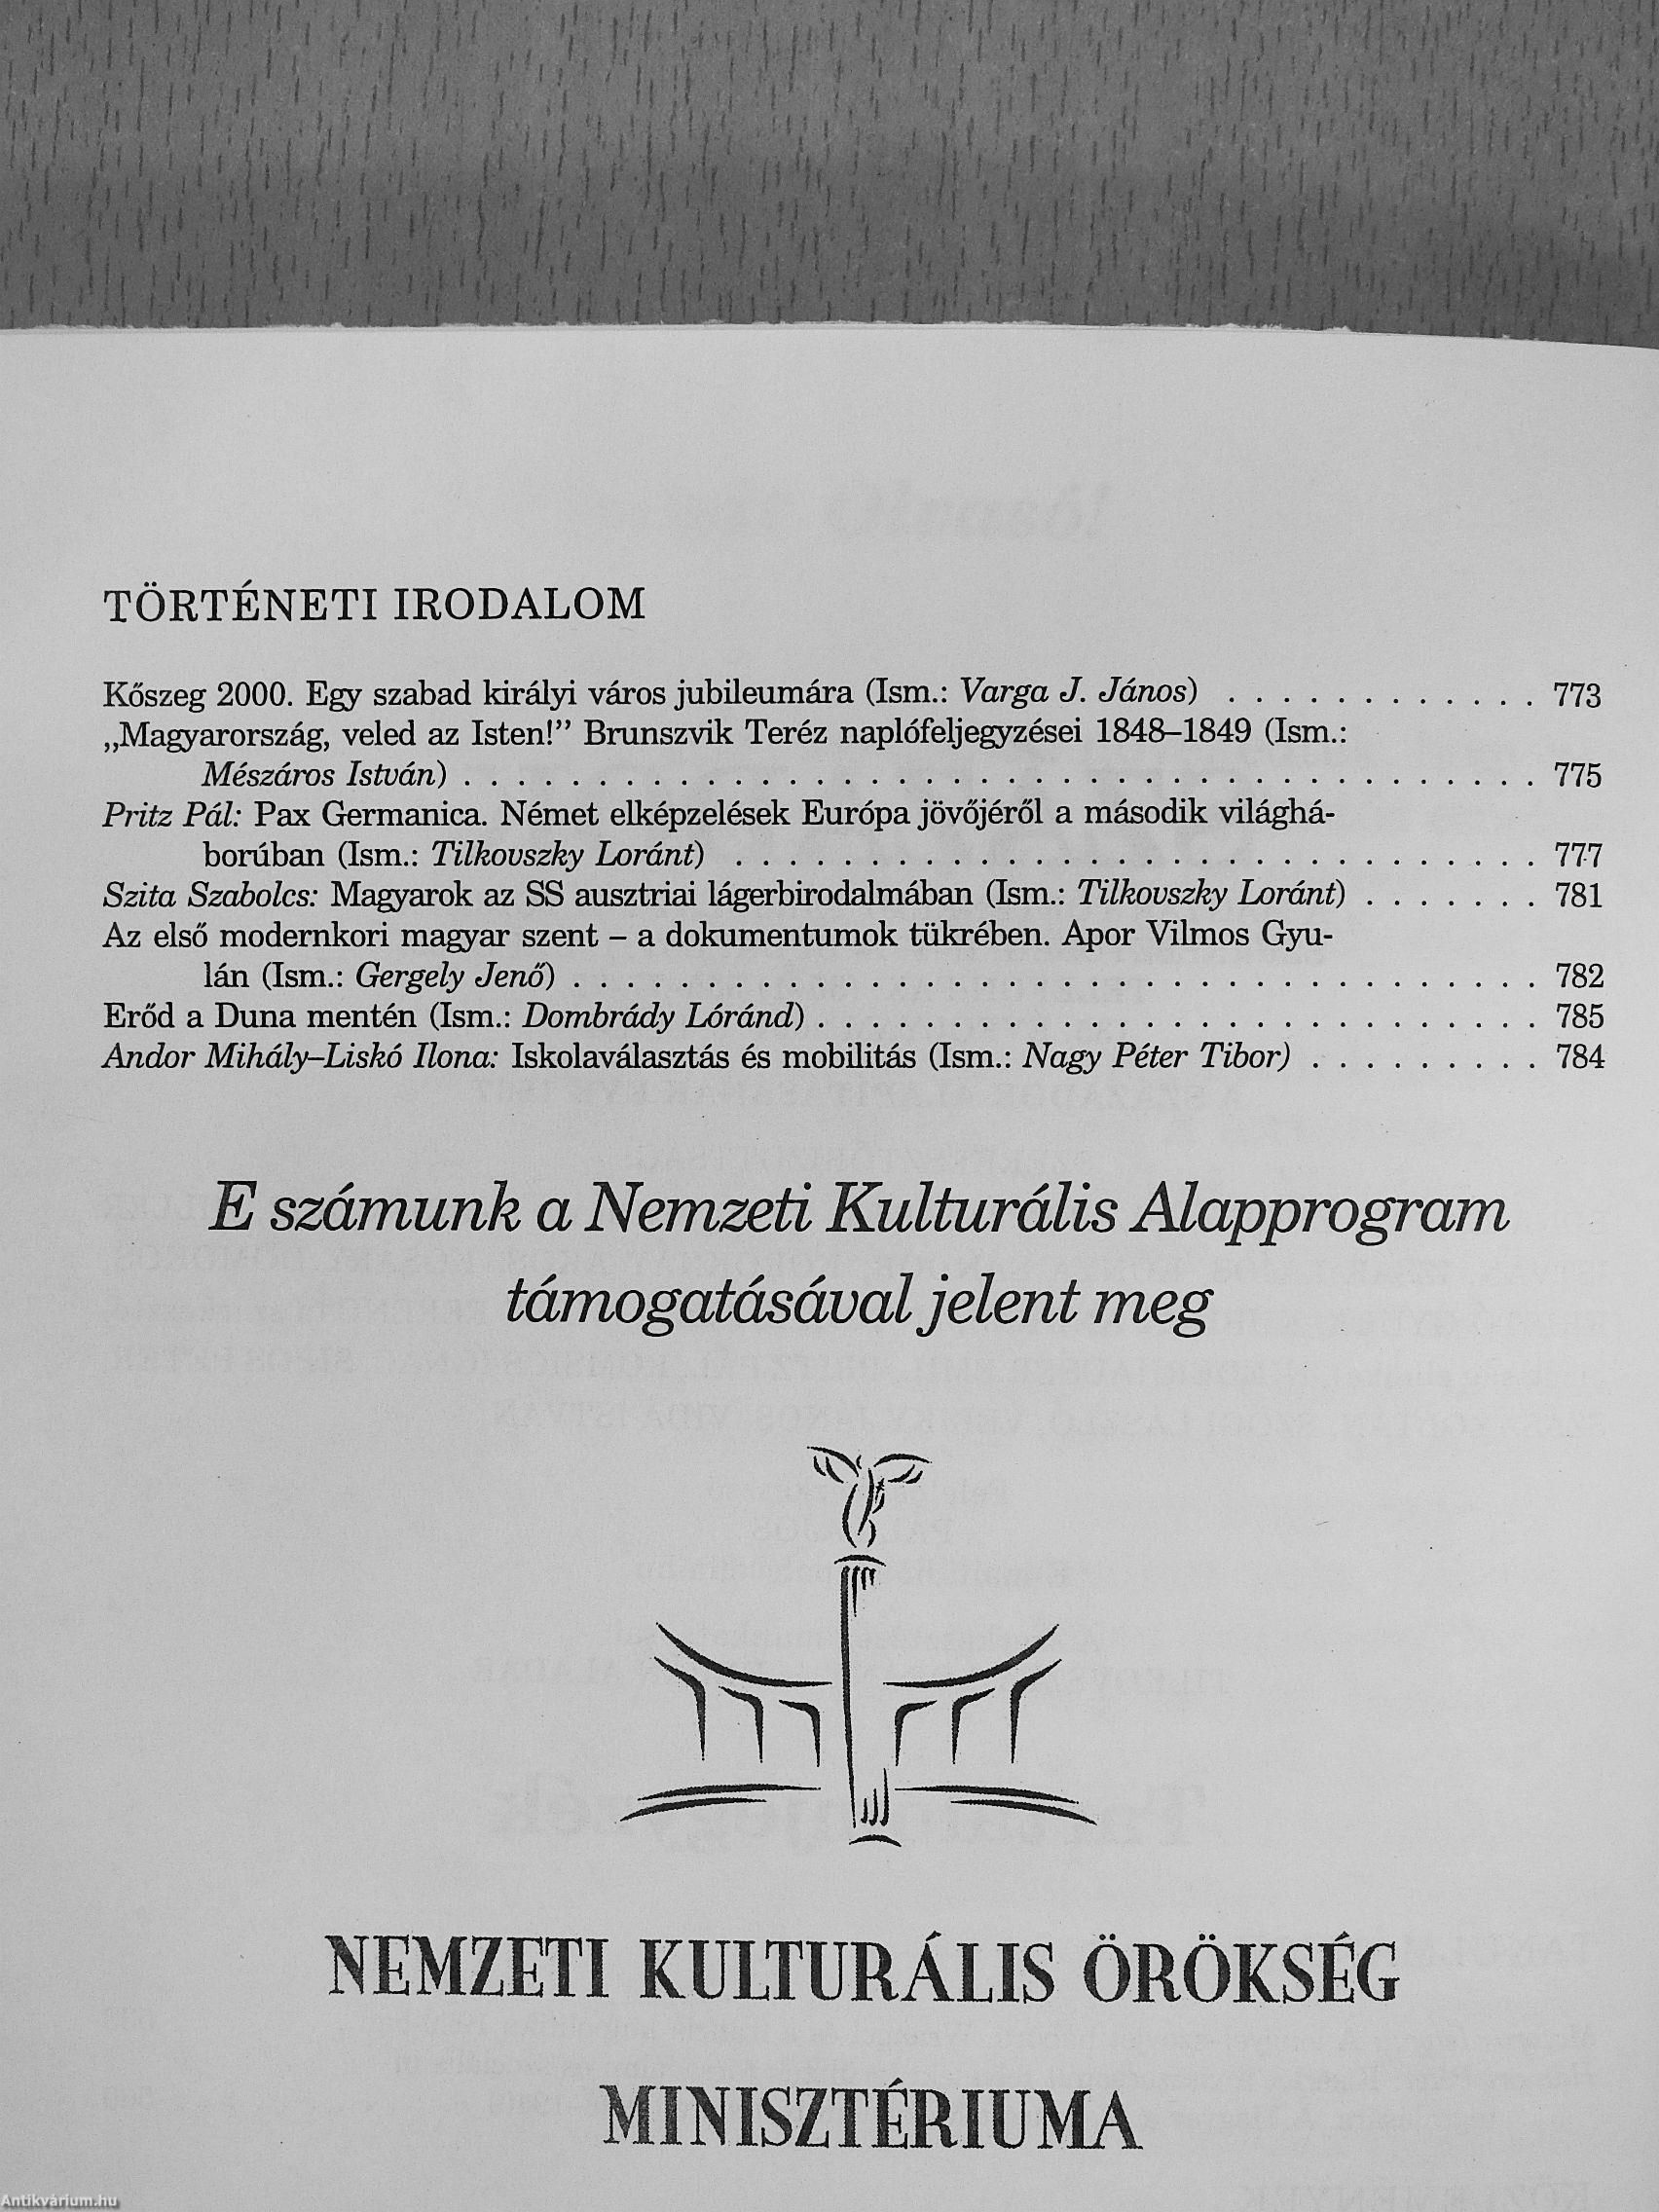 TÖRTÉNETI IRODALOM
Kőszeg 2000. Egy szabad királyi város jubileumára (Ism.: Varga J. János) . . . . . . . . . . . . 773
„Magyarország, veled az Isten!” Brunszvik Teréz naplófeljegyzései 1848–1849 (Ism.:
Mészáros István) . . . . . . . . . . . . . . . . . . . . . . . . . . . . . . . . . . . . . . . . 775
Pritz Pál: Pax Germanica. Német elképzelések Európa jövőjéről a második világhá-
borúban (Ism.: Tilkovszky Loránt) . . . . . . . . . . . . . . . . . . . . . . . . . . . . . . 777
Szita Szabolcs: Magyarok az SS ausztriai lágerbirodalmában (Ism.: Tilkovszky Loránt) . . . . . . . 781
Az első modernkori magyar szent – a dokumentumok tükrében. Apor Vilmos Gyu-
lán (Ism.: Gergely Jenő) . . . . . . . . . . . . . . . . . . . . . . . . . . . . . . . . . . . . 782
Erőd a Duna mentén (Ism.: Dombrády Lóránd) . . . . . . . . . . . . . . . . . . . . . . . . . . . 785
Andor Mihály–Liskó Ilona: Iskolaválasztás és mobilitás (Ism.: Nagy Péter Tibor) . . . . . . . . . 784
E számunk a Nemzeti Kulturális Alapprogram
támogatásával jelent meg
NEMZETI KULTURÁLIS ÖRÖKSÉG
MINISZTÉRIUMA
Antikvárium.hu